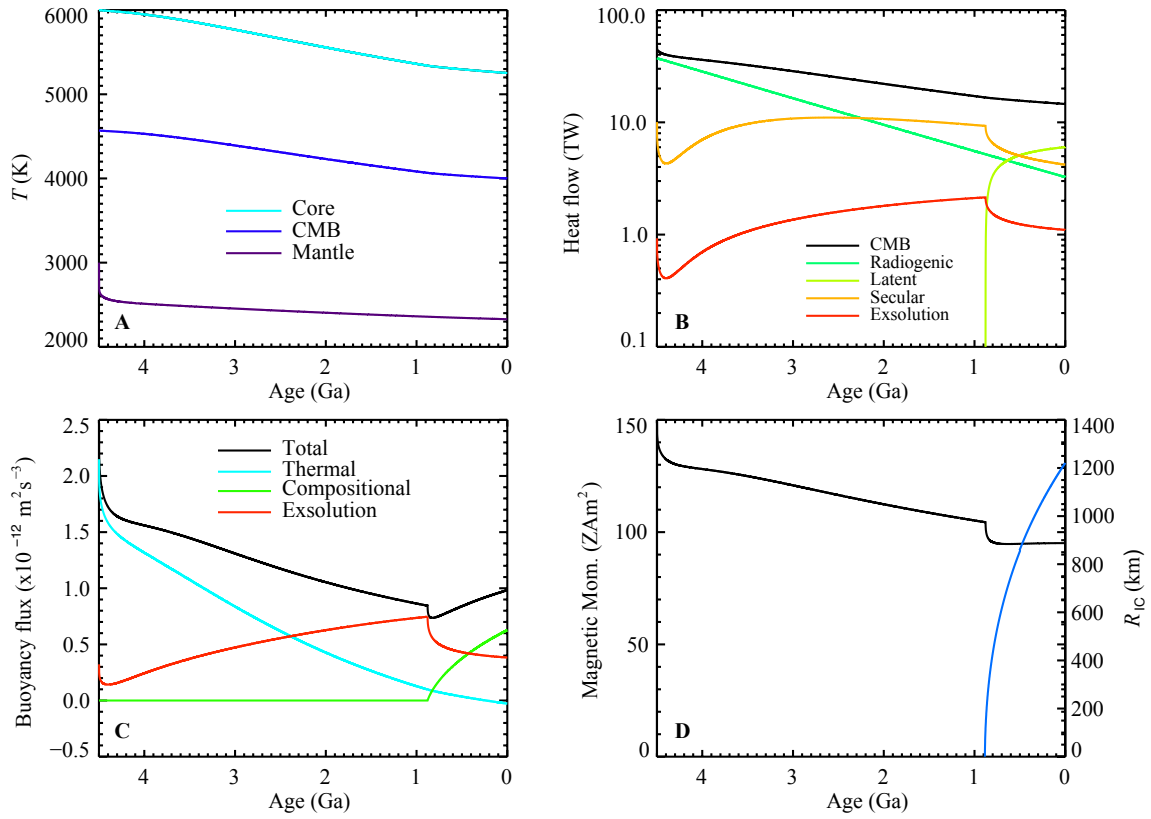 6000
5000
4000
3000
2000
T (K)
Core
CMB
Mantle
A
4
3
2
1
0
Age (Ga)
100.0
10.0
1.0
0.1
Heat flow (TW)
CMB
Radiogenic
Latent
Secular
Exsolution
B
4
3
2
1
0
Age (Ga)
2.5
2.0
1.5
1.0
0.5
0.0
−0.5
Buoyancy flux (x10⁻¹² m² s⁻³)
Total
Thermal
Compositional
Exsolution
C
4
3
2
1
0
Age (Ga)
150
100
50
0
Magnetic Mom. (ZAm²)
D
4
3
2
1
0
Age (Ga)
1400
1200
1000
800
600
400
200
0
R_IC (km)